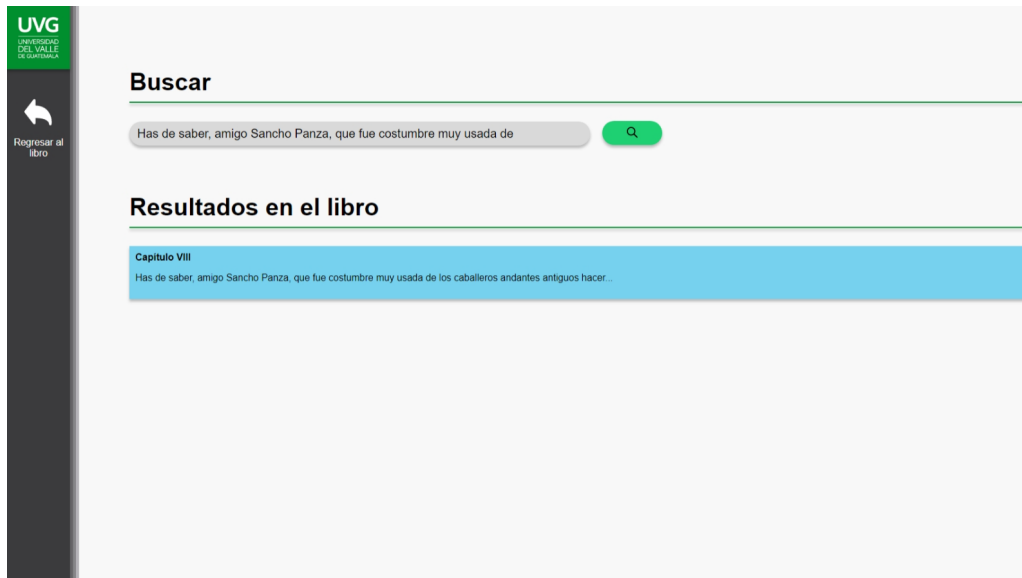 UVG
UNIVERSIDAD
DEL VALLE
DE GUATEMALA
Regresar al
libro
Buscar
Has de saber, amigo Sancho Panza, que fue costumbre muy usada de
Resultados en el libro
Capitulo VIII
Has de saber, amigo Sancho Panza, que fue costumbre muy usada de los caballeros andantes antiguos hacer...